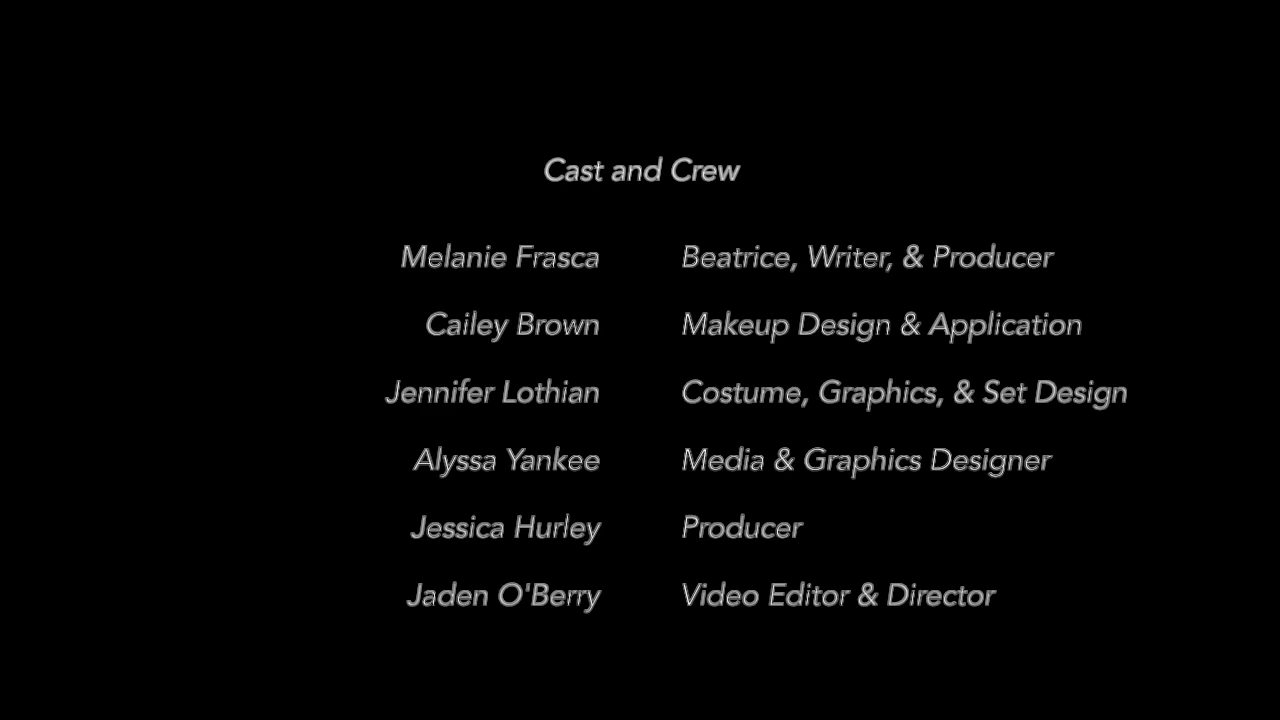 Cast and Crew
Melanie Frasca Beatrice, Writer, & Producer
Cailey Brown Makeup Design & Application
Jennifer Lothian Costume, Graphics, & Set Design
Alyssa Yankee Media & Graphics Designer
Jessica Hurley Producer
Jaden O'Berry Video Editor & Director